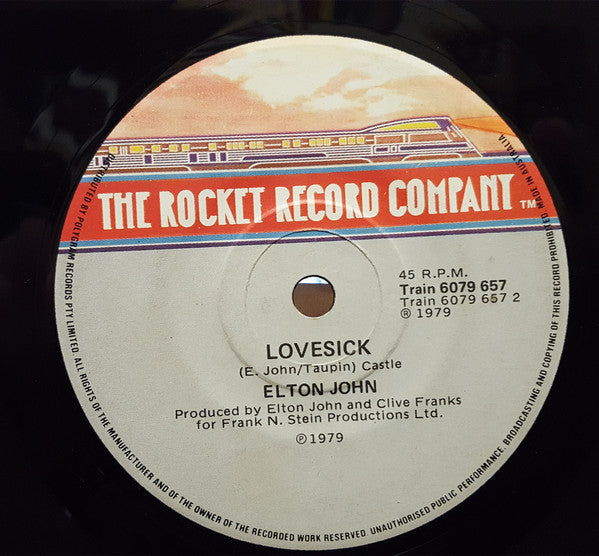 THE ROCKET RECORD COMPANY TM
45 R.P.M.
Train 6079 657
Train 6079 657 2
Ⓡ 1979
LOVESICK
(E. John/Taupin) Castle
ELTON JOHN
Produced by Elton John and Clive Franks
for Frank N. Stein Productions Ltd.
Ⓟ1979
DISTRIBUTED BY POLYGRAM RECORDS PTY LIMITED. ALL RIGHTS OF THE MANUFACTURER AND OF THE OWNER OF THE RECORDED WORK RESERVED. UNAUTHORISED PUBLIC PERFORMANCE, BROADCASTING AND COPYING OF THIS RECORD PROHIBITED MADE IN AUSTRALIA